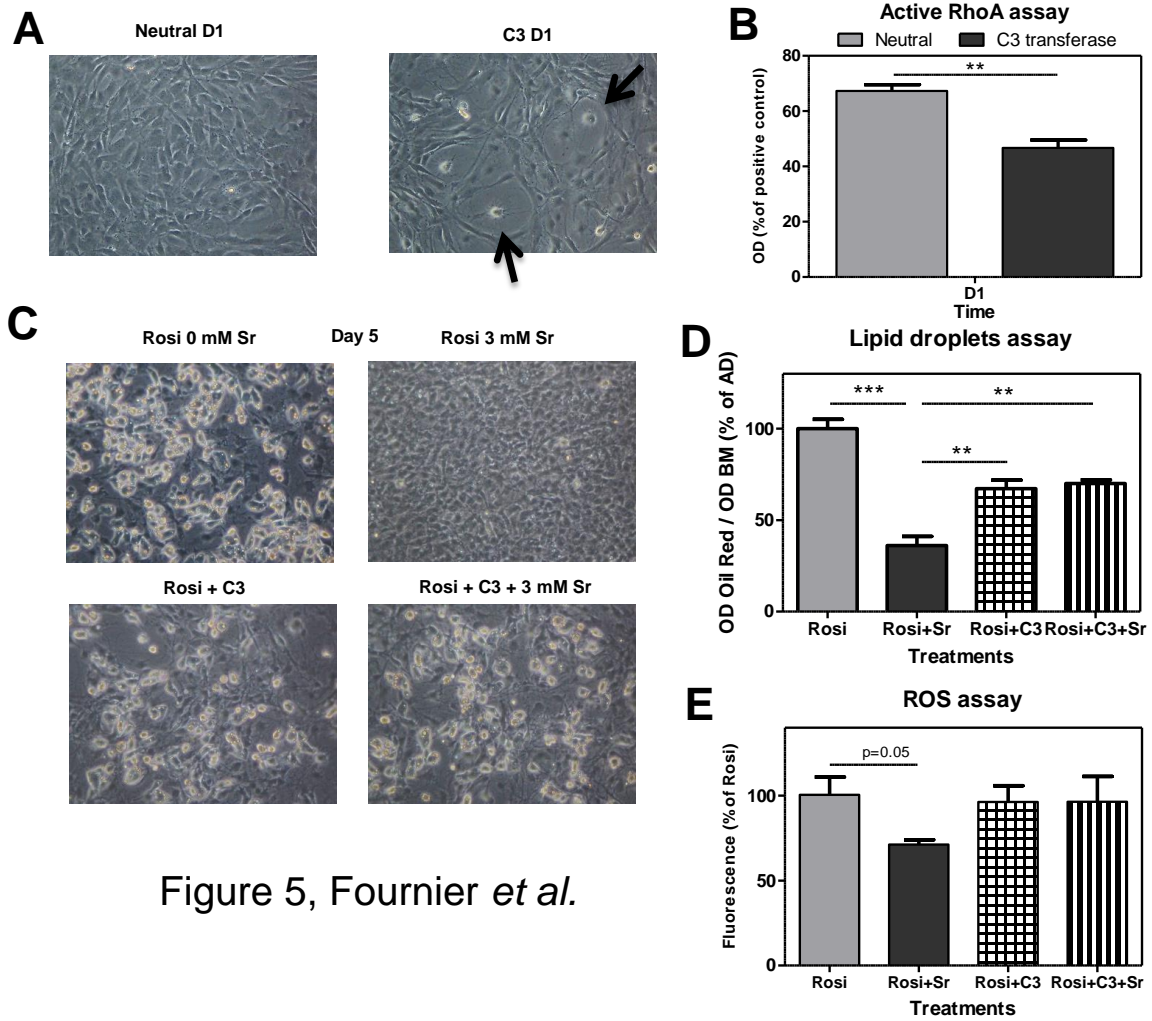 A
Neutral D1
C3 D1
B
Active RhoA assay
Neutral
C3 transferase
**
OD (%of positive control)
80
60
40
20
0
D1
Time
C
Rosi 0 mM Sr
Day 5
Rosi 3 mM Sr
Rosi + C3
Rosi + C3 + 3 mM Sr
D
Lipid droplets assay
OD Oil Red / OD BM (% of AD)
***
**
**
100
50
0
Rosi
Rosi+Sr
Rosi+C3
Rosi+C3+Sr
Treatments
E
ROS assay
p=0.05
Fluorescence (%of Rosi)
100
50
0
Rosi
Rosi+Sr
Rosi+C3
Rosi+C3+Sr
Treatments
Figure 5, Fournier et al.